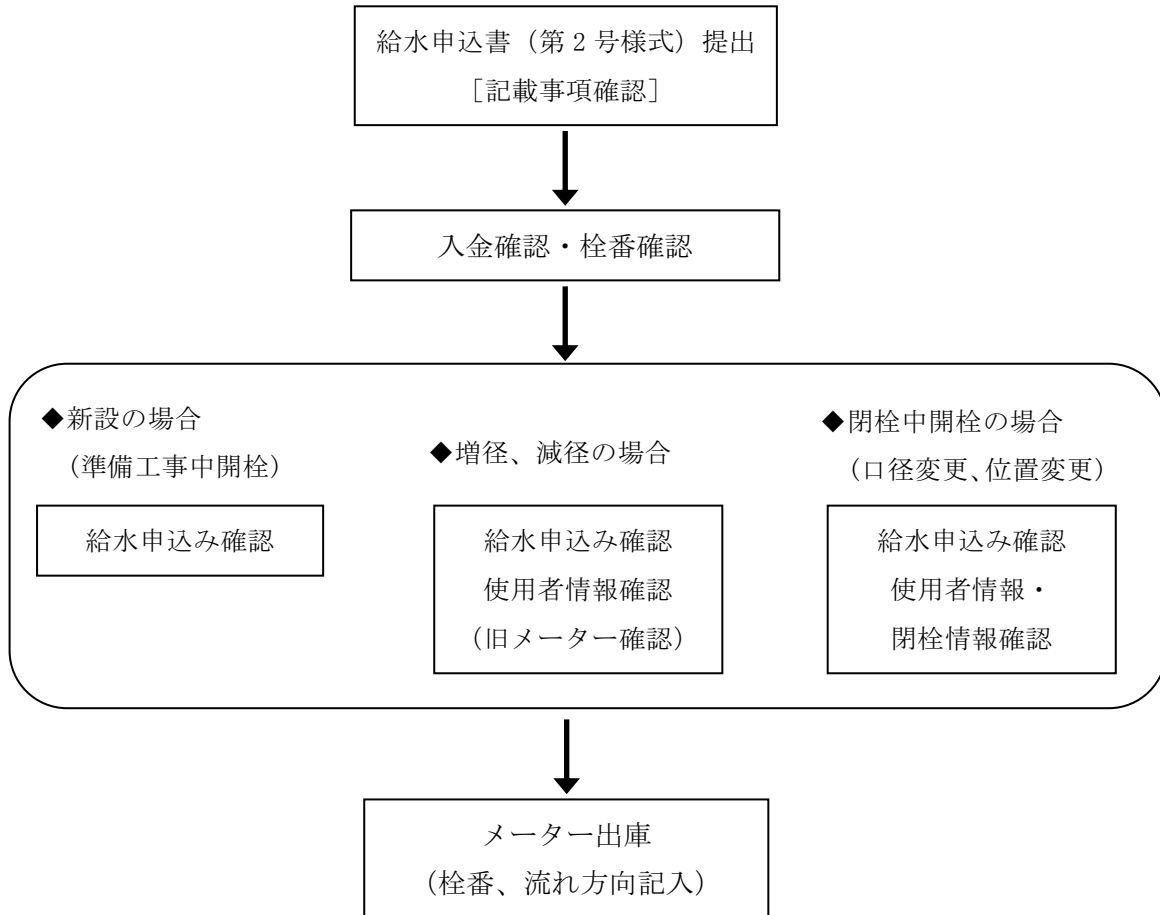 給水申込書（第２号様式）提出
［記載事項確認］
入金確認・栓番確認
◆新設の場合
（準備工事中開栓）
給水申込み確認
◆増径、減径の場合
給水申込み確認
使用者情報確認
（旧メーター確認）
◆閉栓中開栓の場合
（口径変更、位置変更）
給水申込み確認
使用者情報・
閉栓情報確認
メーター出庫
（栓番、流れ方向記入）